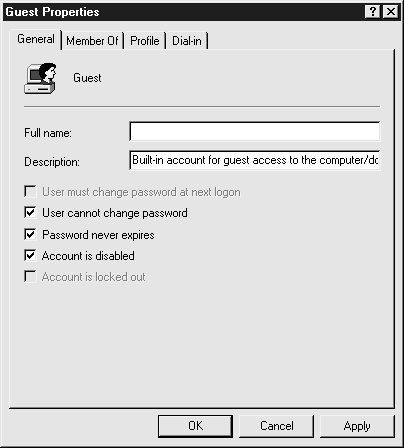 Guest Properties
General Member Of Profile Dial-in
Guest
Full name:
Description: Built-in account for guest access to the computer/do
User must change password at next logon
User cannot change password
Password never expires
Account is disabled
Account is locked out
OK Cancel Apply